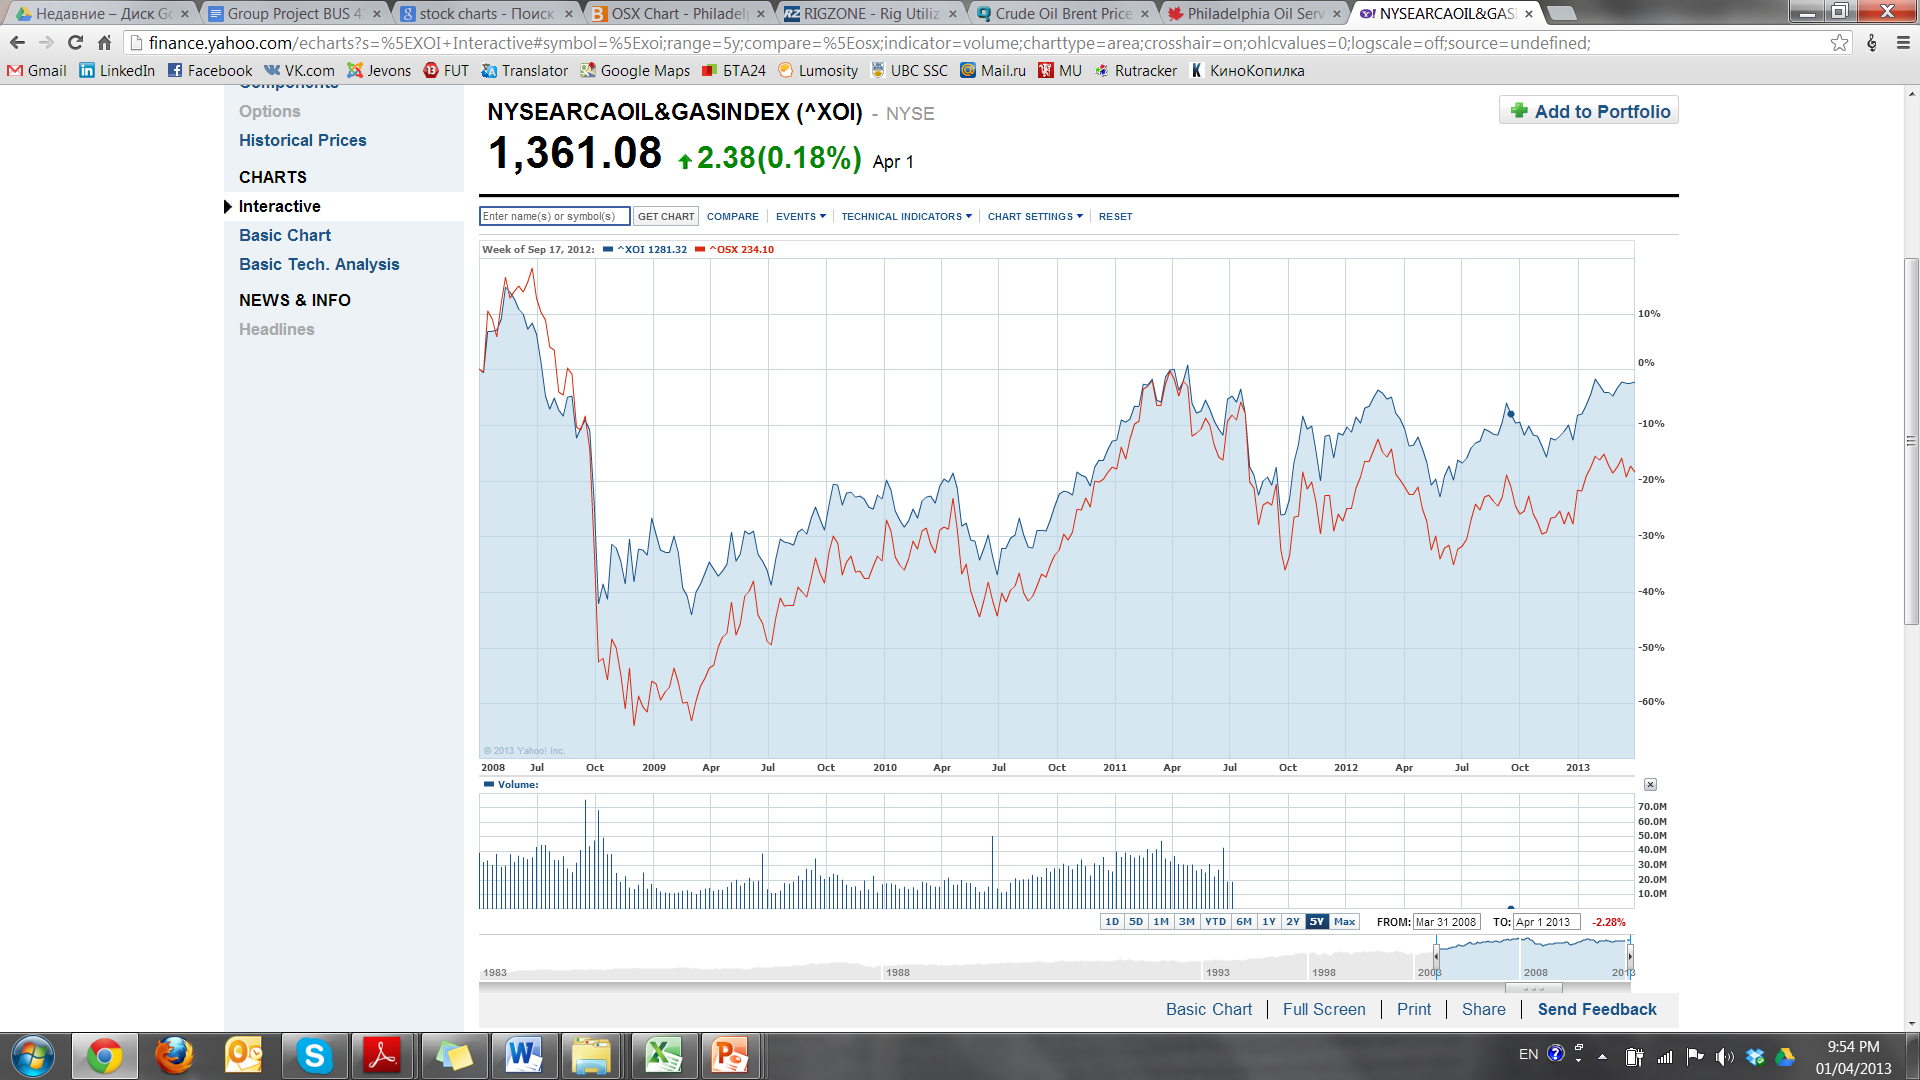 Недавние – Диск Go
Group Project BUS 4
stock charts - Поиск
OSX Chart - Philadel
RIGZONE - Rig Utiliz
Crude Oil Brent Price
Philadelphia Oil Serv
NYSEARCAOIL&GAS
finance.yahoo.com/echarts?s=%5EXOI+Interactive#symbol=%5Exoi;range=5y;compare=%5Eosx;indicator=volume;charttype=area;crosshair=on;ohlcvalues=0;logscale=off;source=undefined;
Gmail LinkedIn Facebook VK.com Jevons FUT Translator Google Maps БТА24 Lumosity UBC SSC Mail.ru MU Rutracker КиноКопилка
Components
Options
Historical Prices
CHARTS
Interactive
Basic Chart
Basic Tech. Analysis
NEWS & INFO
Headlines
NYSEARCAOIL&GASINDEX (^XOI) - NYSE
Add to Portfolio
1,361.08 2.38(0.18%) Apr 1
Enter name(s) or symbol(s) GET CHART COMPARE EVENTS TECHNICAL INDICATORS CHART SETTINGS RESET
Week of Sep 17, 2012: ^XOI 1281.32 ^OSX 234.10
10%
0%
-10%
-20%
-30%
-40%
-50%
-60%
© 2013 Yahoo! Inc.
2008 Jul Oct 2009 Apr Jul Oct 2010 Apr Jul Oct 2011 Apr Jul Oct 2012 Apr Jul Oct 2013
Volume:
70.0M
60.0M
50.0M
40.0M
30.0M
20.0M
10.0M
1D 5D 1M 3M YTD 6M 1Y 2Y 5Y Max FROM: Mar 31 2008 TO: Apr 1 2013 -2.28%
1983 1988 1993 1998 2003 2008 2013
Basic Chart Full Screen Print Share Send Feedback
EN
9:54 PM
01/04/2013